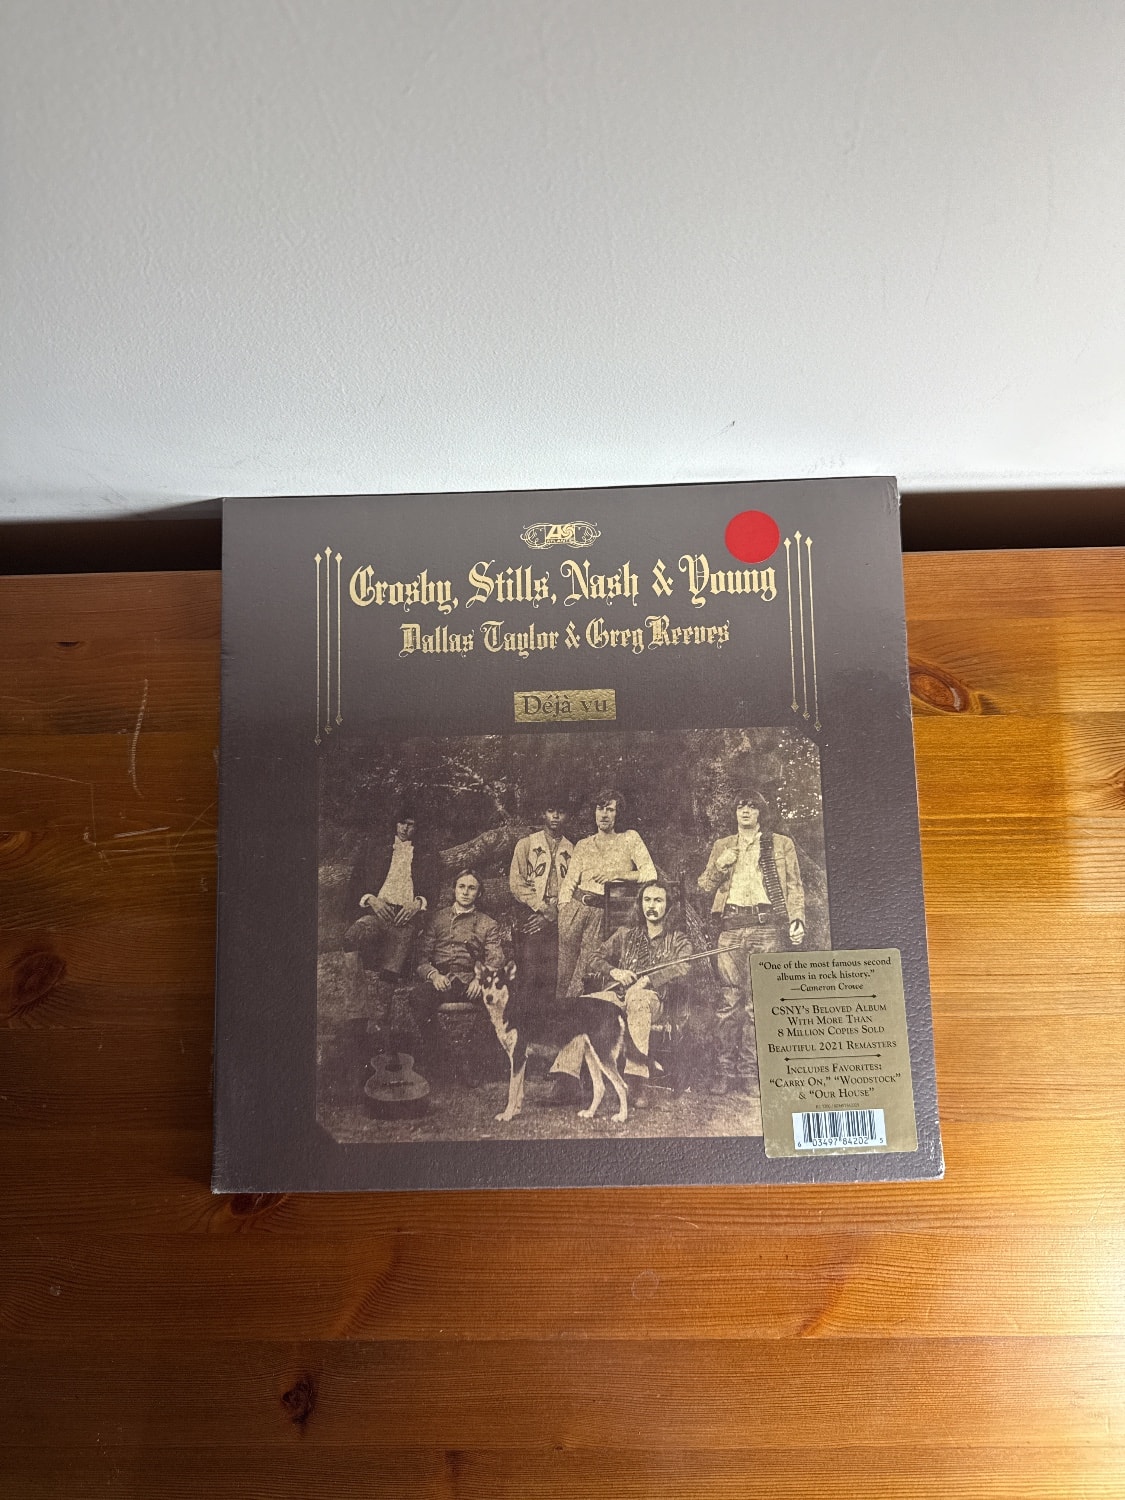 ATLANTIC
Crosby, Stills, Nash & Young
Dallas Taylor & Greg Reeves
Déjà vu
“One of the most famous second
albums in rock history.”
—Cameron Crowe
CSNY’s Beloved Album
With More Than
8 Million Copies Sold
Beautiful 2021 Remasters
Includes Favorites:
“Carry On,” “Woodstock”
& “Our House”
6 03497 84202 5